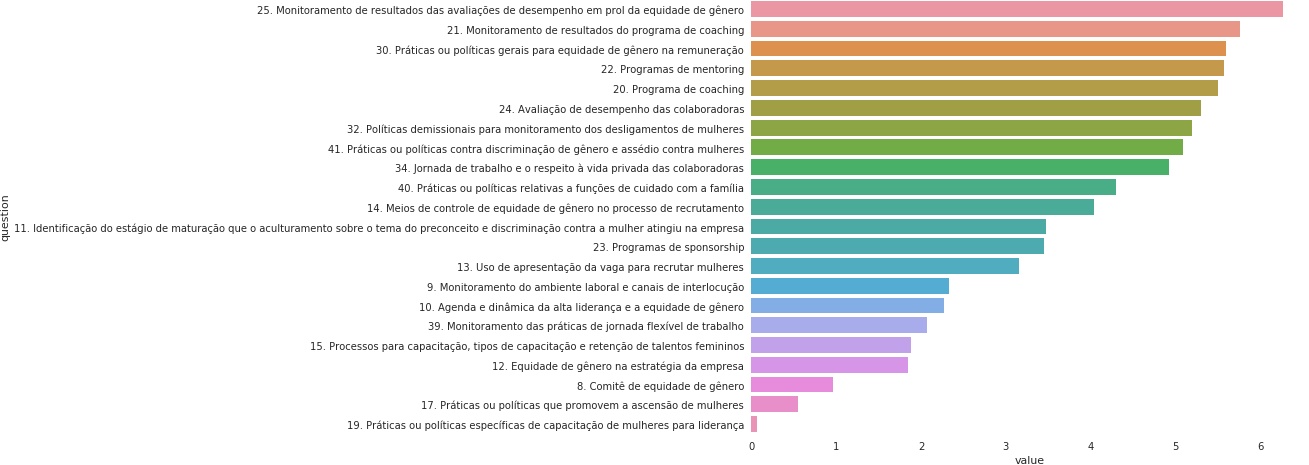 25. Monitoramento de resultados das avaliações de desempenho em prol da equidade de gênero
21. Monitoramento de resultados do programa de coaching
30. Práticas ou políticas gerais para equidade de gênero na remuneração
22. Programas de mentoring
20. Programa de coaching
24. Avaliação de desempenho das colaboradoras
32. Políticas demissionais para monitoramento dos desligamentos de mulheres
41. Práticas ou políticas contra discriminação de gênero e assédio contra mulheres
34. Jornada de trabalho e o respeito à vida privada das colaboradoras
40. Práticas ou políticas relativas a funções de cuidado com a família
14. Meios de controle de equidade de gênero no processo de recrutamento
11. Identificação do estágio de maturação que o aculturamento sobre o tema do preconceito e discriminação contra a mulher atingiu na empresa
23. Programas de sponsorship
13. Uso de apresentação da vaga para recrutar mulheres
9. Monitoramento do ambiente laboral e canais de interlocução
10. Agenda e dinâmica da alta liderança e a equidade de gênero
39. Monitoramento das práticas de jornada flexível de trabalho
15. Processos para capacitação, tipos de capacitação e retenção de talentos femininos
12. Equidade de gênero na estratégia da empresa
8. Comitê de equidade de gênero
17. Práticas ou políticas que promovem a ascensão de mulheres
19. Práticas ou políticas específicas de capacitação de mulheres para liderança
question
0 1 2 3 4 5 6
value